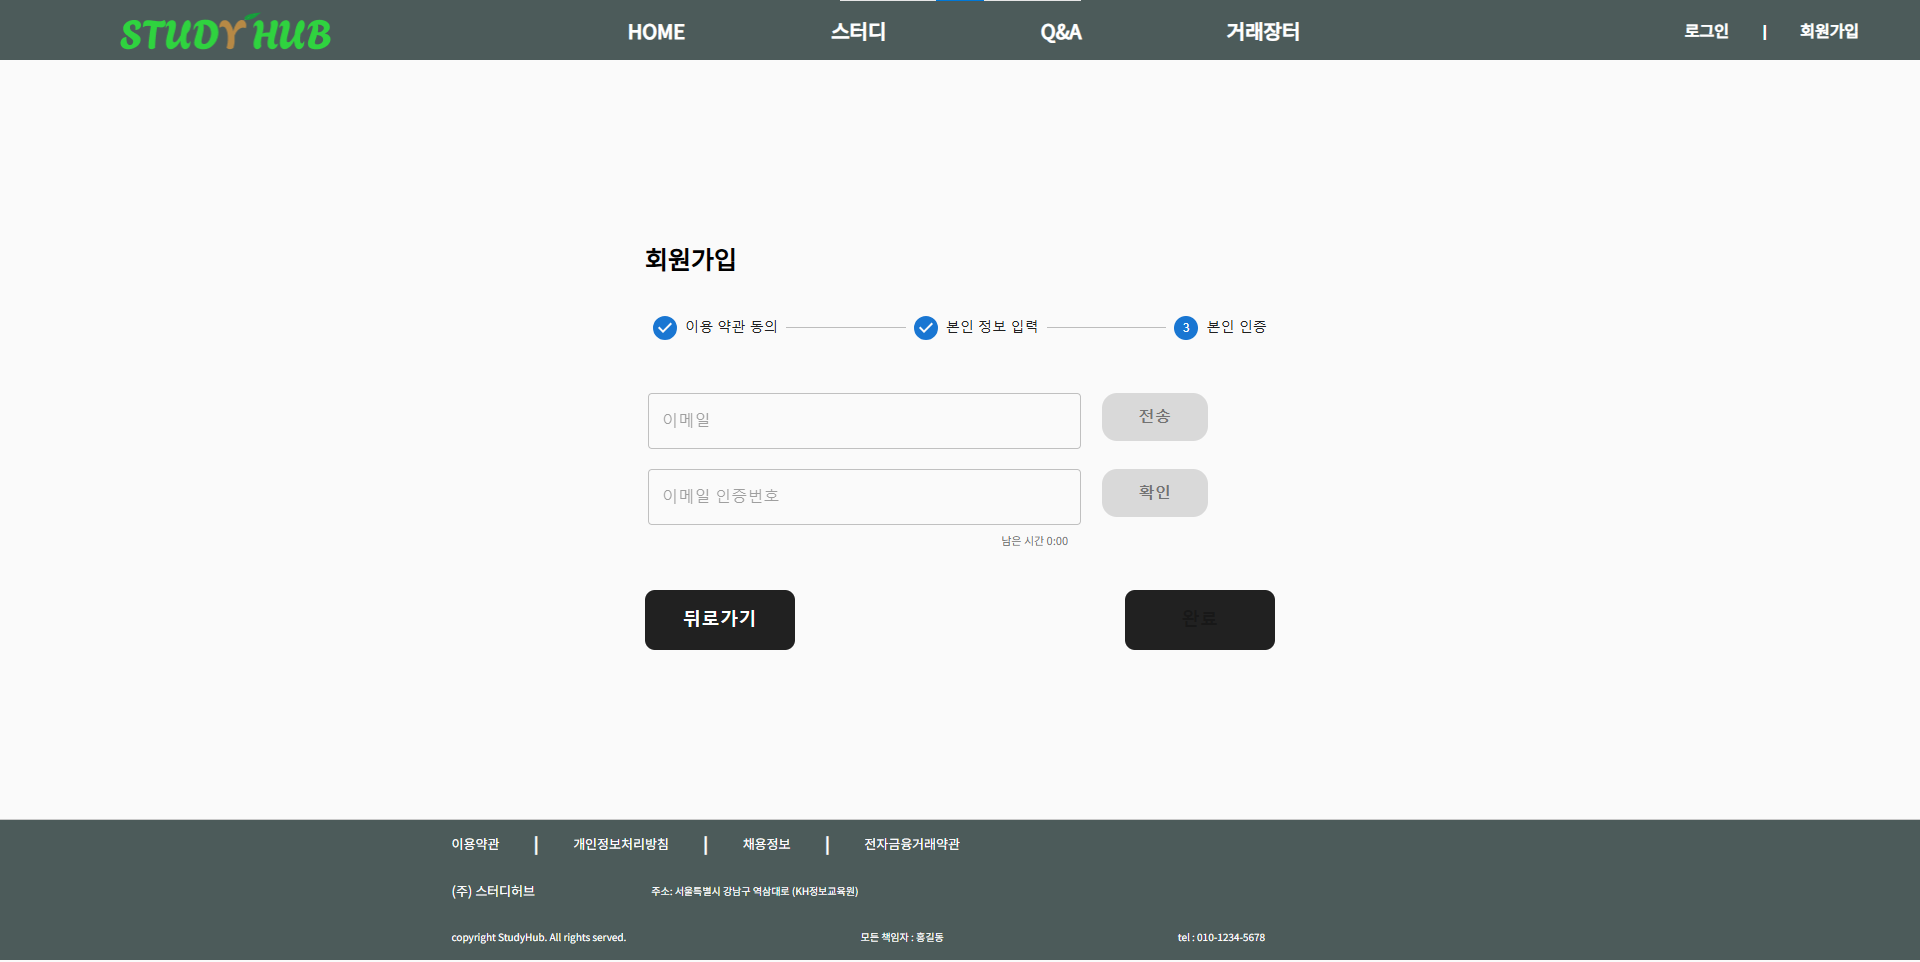 STUDYHUB HOME 스터디 Q&A 거래장터 로그인 | 회원가입
회원가입
이용 약관 동의 본인 정보 입력 3 본인 인증
이메일 전송
이메일 인증번호 확인
남은 시간 0:00
뒤로가기 완료
이용약관 | 개인정보처리방침 | 채용정보 | 전자금융거래약관
(주) 스터디허브 주소: 서울특별시 강남구 역삼대로 (KH정보교육원)
copyright StudyHub. All rights served. 모든 책임자 : 홍길동 tel : 010-1234-5678